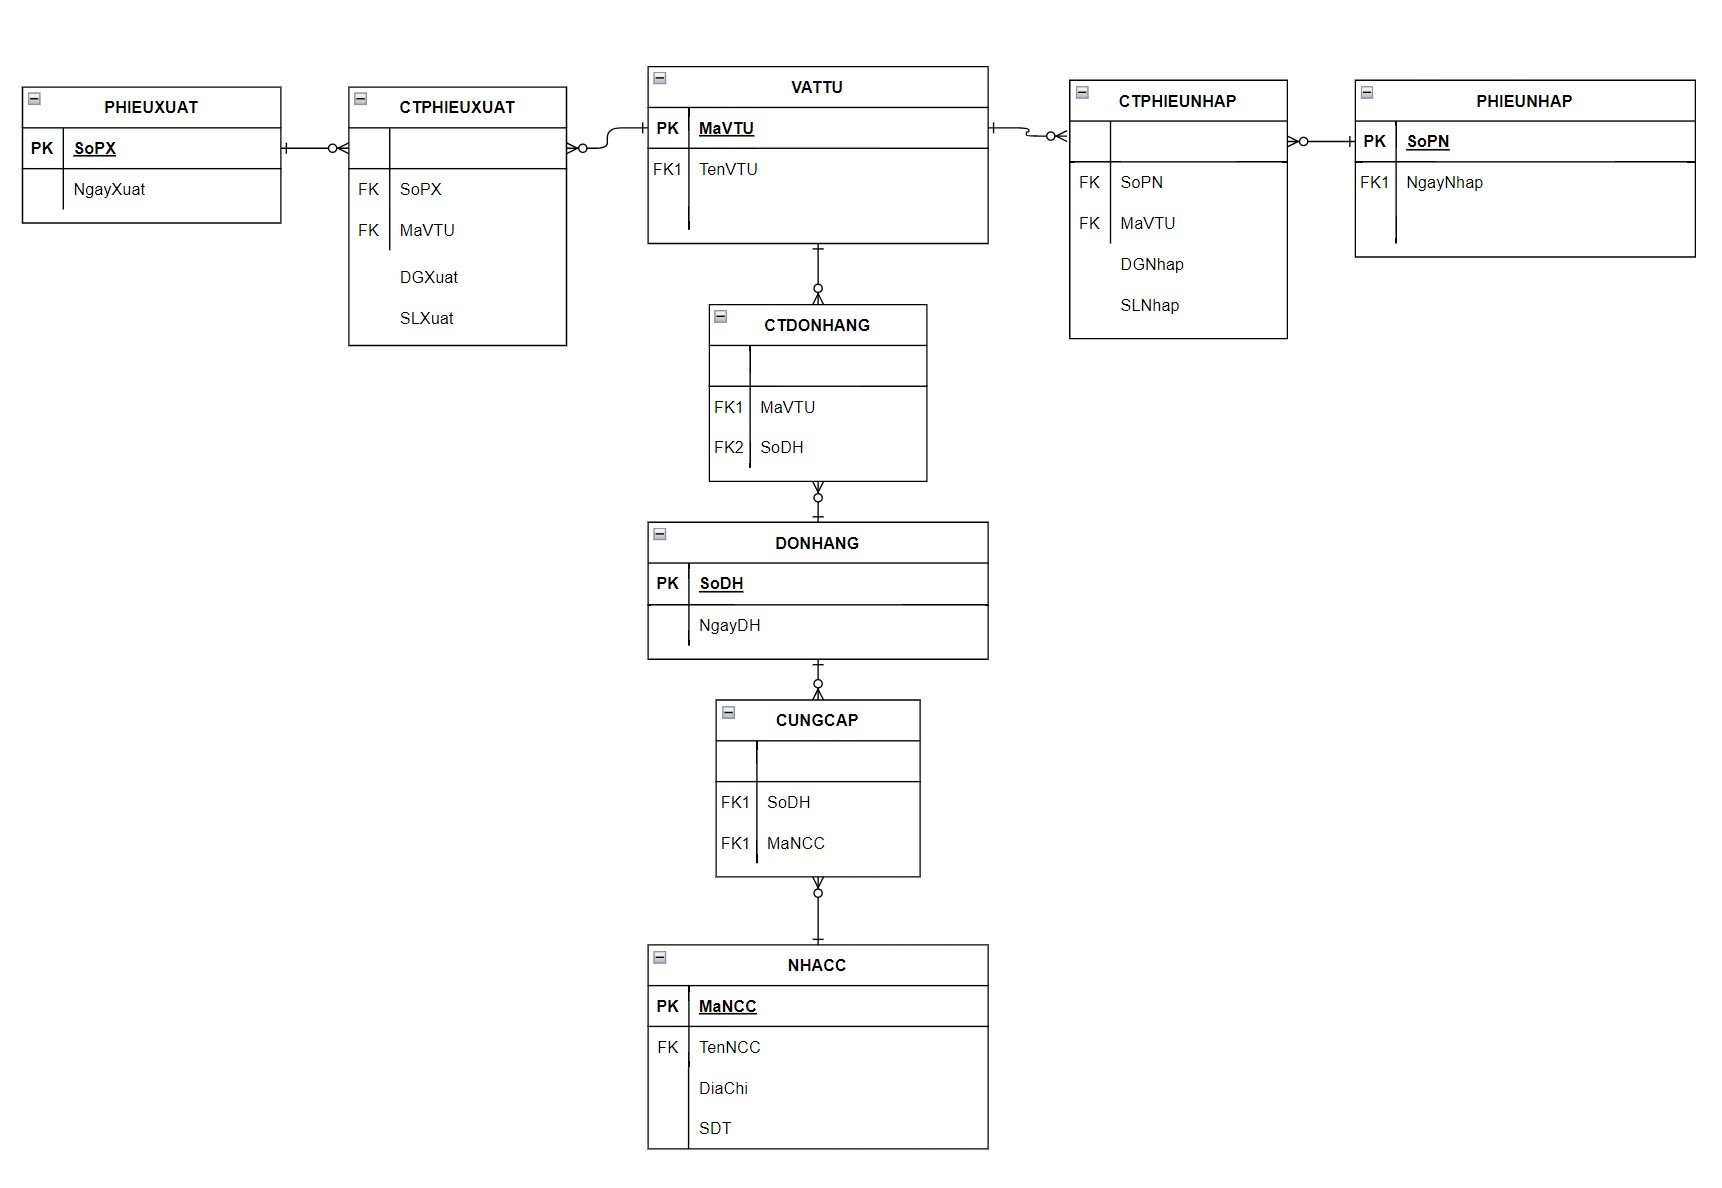 PHIEUXUAT
PK SoPX
NgayXuat
CTPHIEUXUAT
FK SoPX
FK MaVTU
DGXuat
SLXuat
VATTU
PK MaVTU
FK1 TenVTU
CTPHIEUNHAP
FK SoPN
FK MaVTU
DGNhap
SLNhap
PHIEUNHAP
PK SoPN
FK1 NgayNhap
CTDONHANG
FK1 MaVTU
FK2 SoDH
DONHANG
PK SoDH
NgayDH
CUNGCAP
FK1 SoDH
FK1 MaNCC
NHACC
PK MaNCC
FK TenNCC
DiaChi
SDT